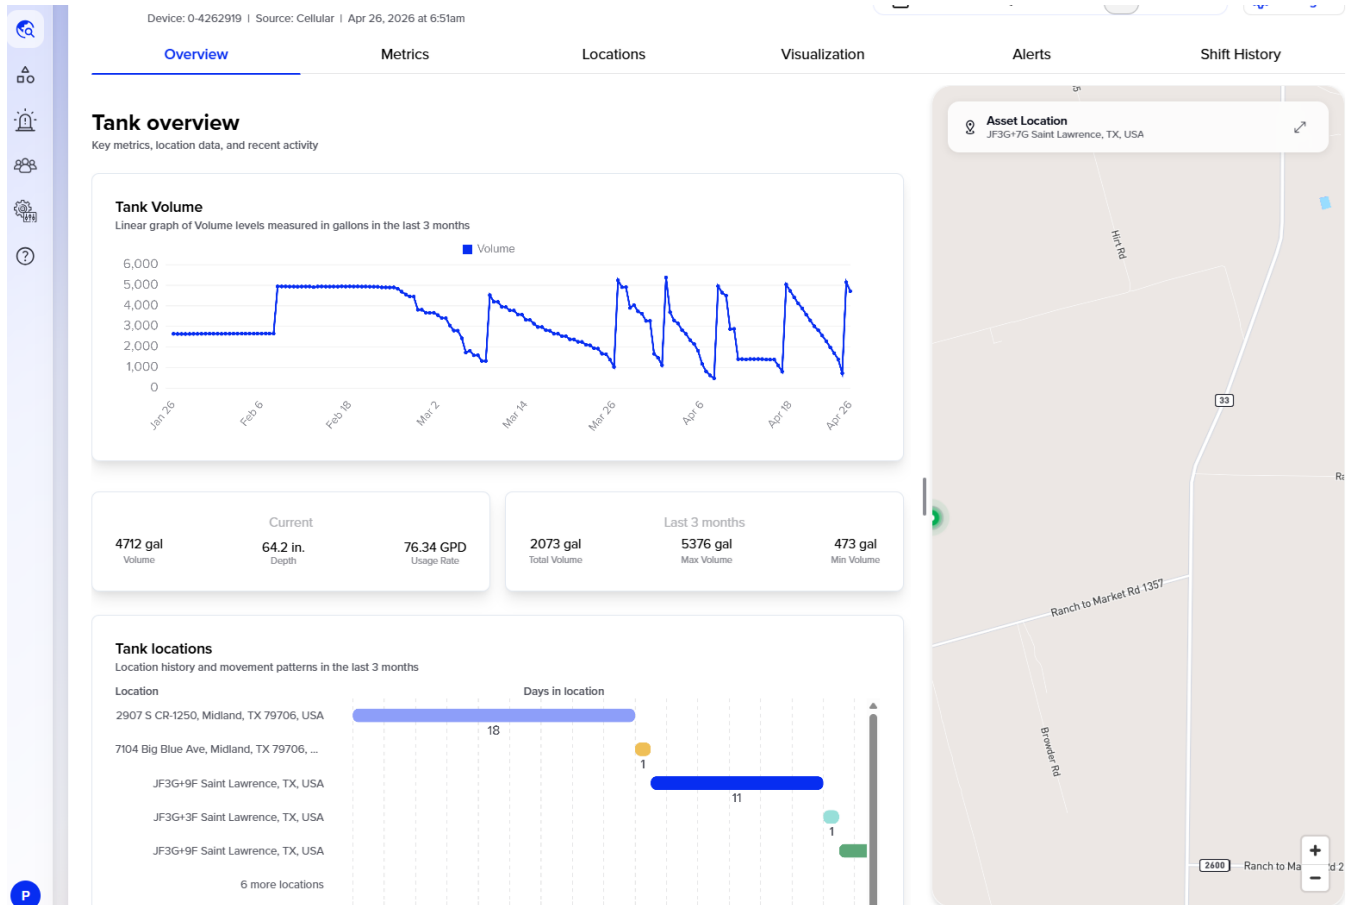 Device: 0-4262919 | Source: Cellular | Apr 26, 2026 at 6:51am
Overview
Metrics
Locations
Visualization
Alerts
Shift History
Tank overview
Key metrics, location data, and recent activity
Tank Volume
Linear graph of Volume levels measured in gallons in the last 3 months
Volume
6,000
5,000
4,000
3,000
2,000
1,000
0
Jan 26
Feb 6
Feb 18
Mar 2
Mar 14
Mar 26
Apr 6
Apr 18
Apr 26
Current
4712 gal
Volume
64.2 in.
Depth
76.34 GPD
Usage Rate
Last 3 months
2073 gal
Total Volume
5376 gal
Max Volume
473 gal
Min Volume
Tank locations
Location history and movement patterns in the last 3 months
Location
Days in location
2907 S CR-1250, Midland, TX 79706, USA
18
7104 Big Blue Ave, Midland, TX 79706, ...
1
JF3G+9F Saint Lawrence, TX, USA
11
JF3G+3F Saint Lawrence, TX, USA
1
JF3G+9F Saint Lawrence, TX, USA
6 more locations
P
Asset Location
JF3G+7G Saint Lawrence, TX, USA
Hirt Rd
33
Ra
Ranch to Market Rd 1357
Browder Rd
2600
Ranch to Ma
d 2
+
−